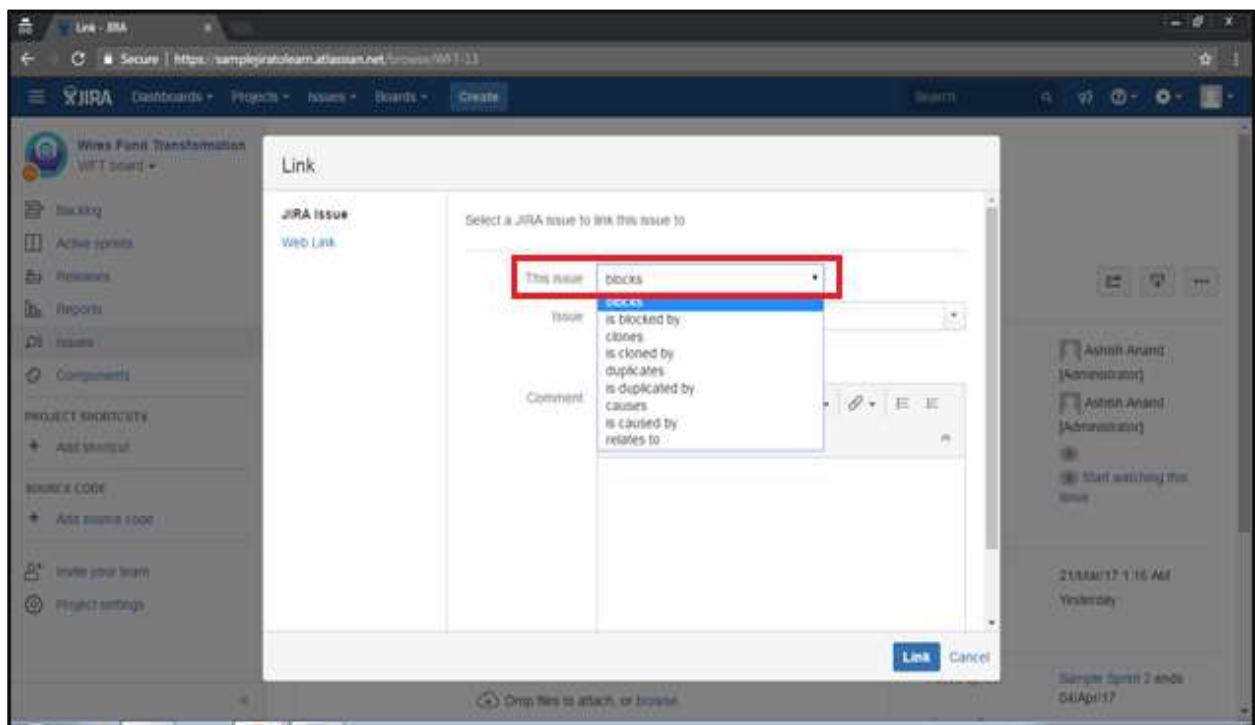 Link - JIRA
Secure | https://samplejiratolearn.atlassian.net/browse/WFT-11
JIRA Dashboards Projects Issues Boards Create Search
Wires Fund Transformation
WFT board
Link
Backlog
JIRA Issue
Select a JIRA issue to link this issue to
Web Link
Active sprints
Releases
This issue blocks
blocks
Reports
Issue
is blocked by
clones
Issues
is cloned by
Ashish Anand
duplicates
Components
[Administrator]
is duplicated by
Comment
causes
Ashish Anand
PROJECT SHORTCUTS
is caused by
[Administrator]
relates to
Add shortcut
Start watching this
issue
SOURCE CODE
Add source code
Invite your team
21/Mar/17 1:16 AM
Project settings
Yesterday
Link Cancel
Sample Sprint 2 ends
04/Apr/17
Drop files to attach, or browse.